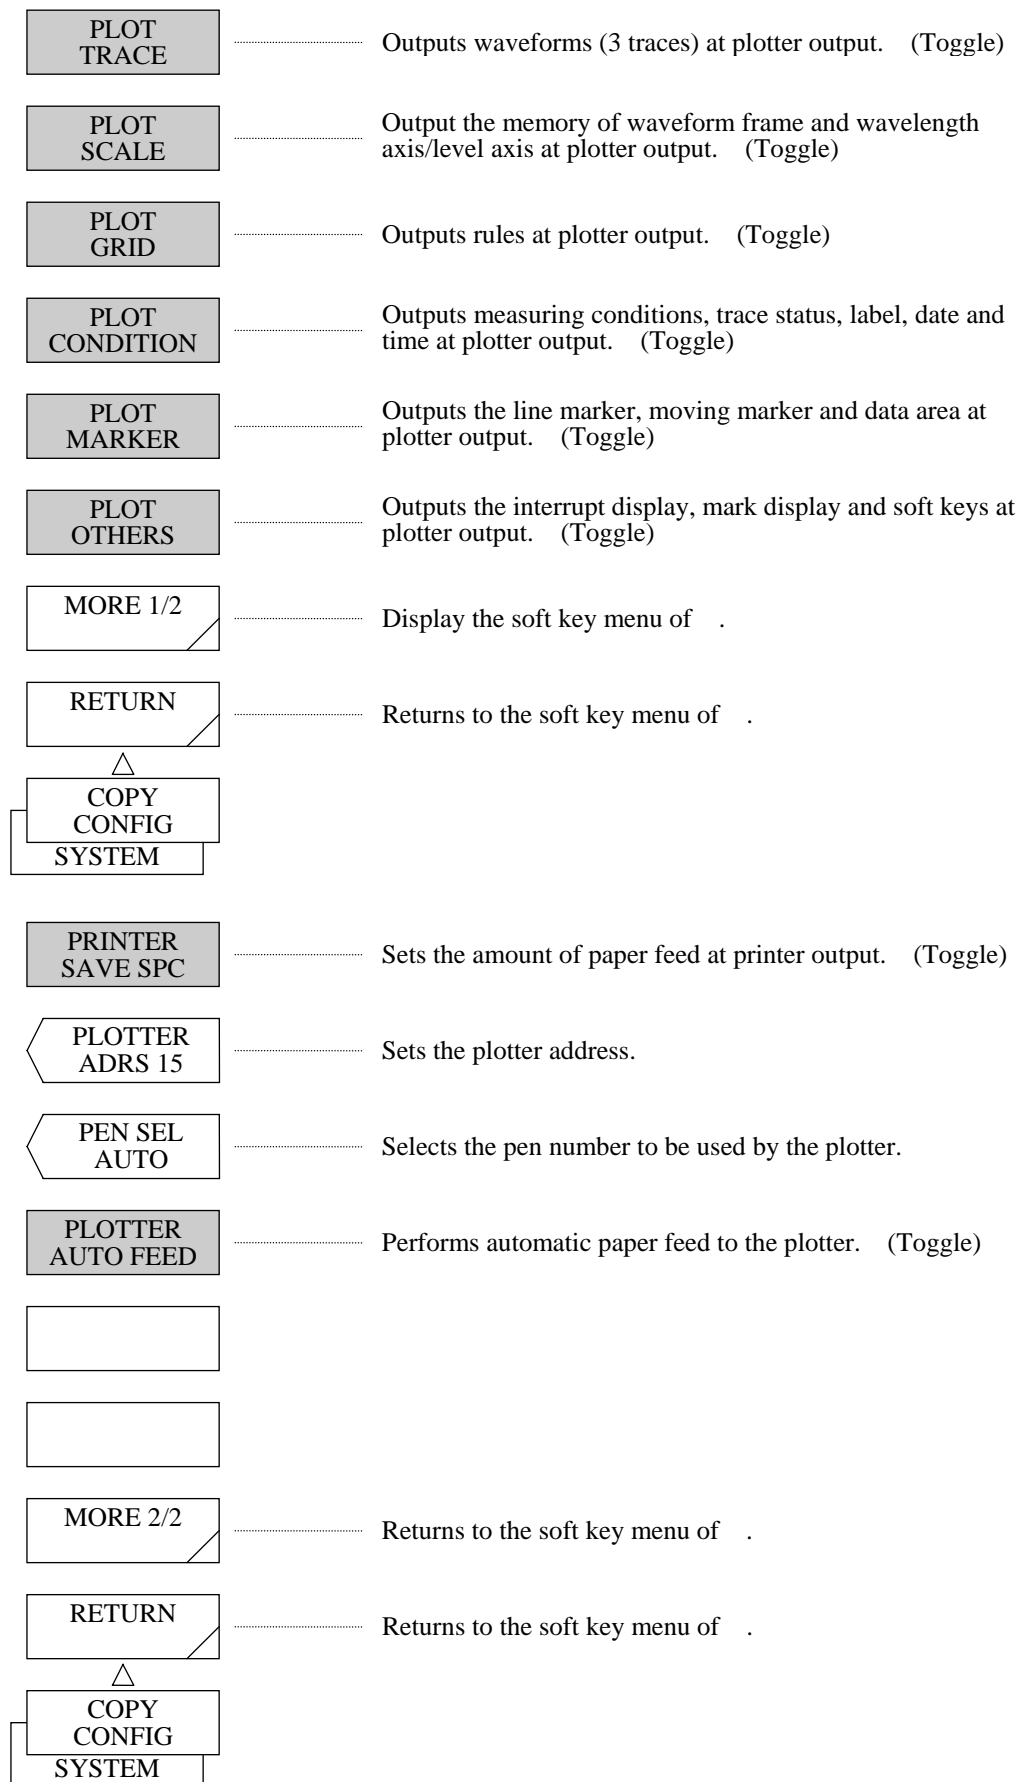 PLOT
TRACE
Outputs waveforms (3 traces) at plotter output. (Toggle)
PLOT
SCALE
Output the memory of waveform frame and wavelength
axis/level axis at plotter output. (Toggle)
PLOT
GRID
Outputs rules at plotter output. (Toggle)
PLOT
CONDITION
Outputs measuring conditions, trace status, label, date and
time at plotter output. (Toggle)
PLOT
MARKER
Outputs the line marker, moving marker and data area at
plotter output. (Toggle)
PLOT
OTHERS
Outputs the interrupt display, mark display and soft keys at
plotter output. (Toggle)
MORE 1/2
Display the soft key menu of .
RETURN
Returns to the soft key menu of .
COPY
CONFIG
SYSTEM
PRINTER
SAVE SPC
Sets the amount of paper feed at printer output. (Toggle)
PLOTTER
ADRS 15
Sets the plotter address.
PEN SEL
AUTO
Selects the pen number to be used by the plotter.
PLOTTER
AUTO FEED
Performs automatic paper feed to the plotter. (Toggle)
MORE 2/2
Returns to the soft key menu of .
RETURN
Returns to the soft key menu of .
COPY
CONFIG
SYSTEM